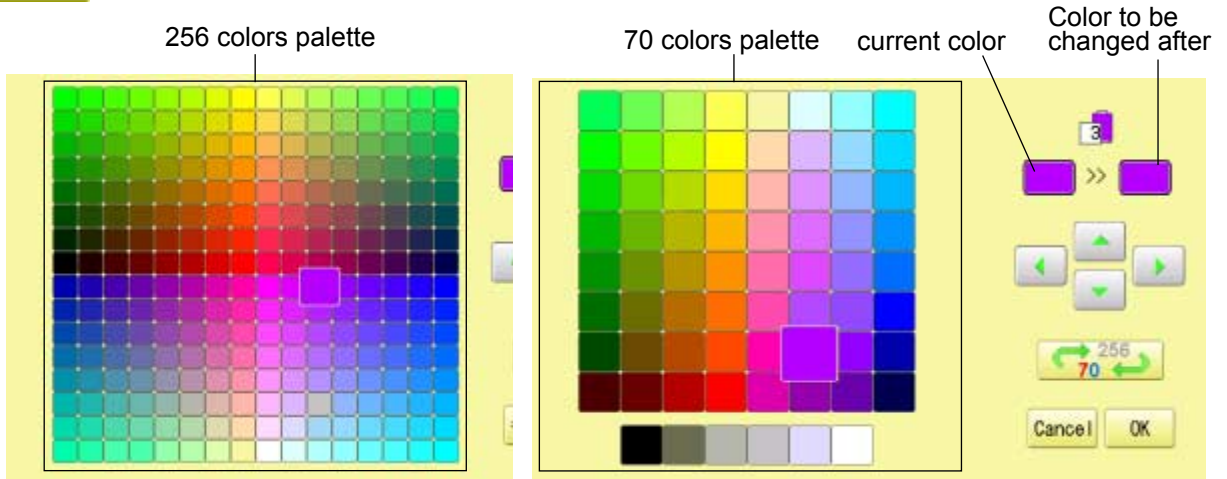 256 colors palette
70 colors palette
current color
Color to be
changed after
3
>>
256
70
Cancel
OK